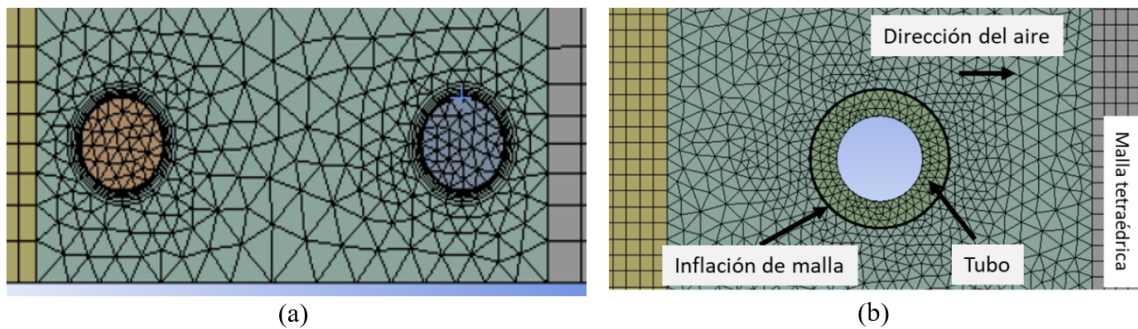 Dirección del aire
Malla tetraédrica
Inflación de malla
Tubo
(a)
(b)